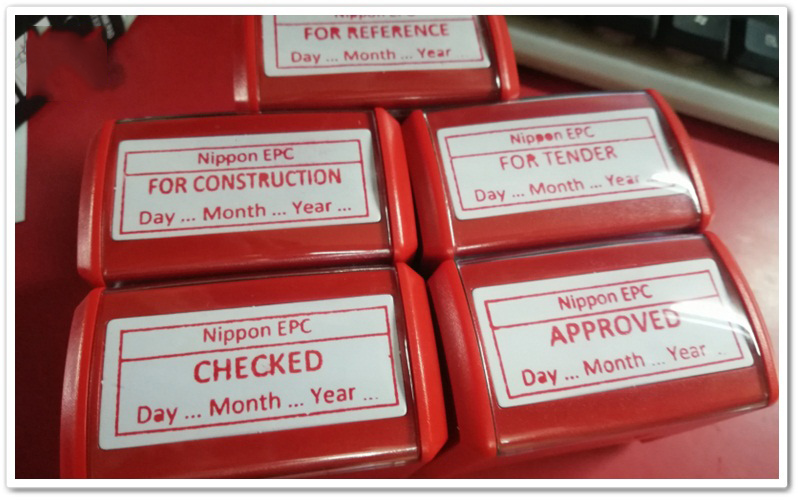 Nippon EPC
FOR REFERENCE
Day ... Month ... Year
Nippon EPC
FOR CONSTRUCTION
Day ... Month ... Year ...
Nippon EPC
FOR TENDER
Day ... Month ... Year
Nippon EPC
CHECKED
Day ... Month ... Year ...
Nippon EPC
APPROVED
Day ... Month ... Year ...